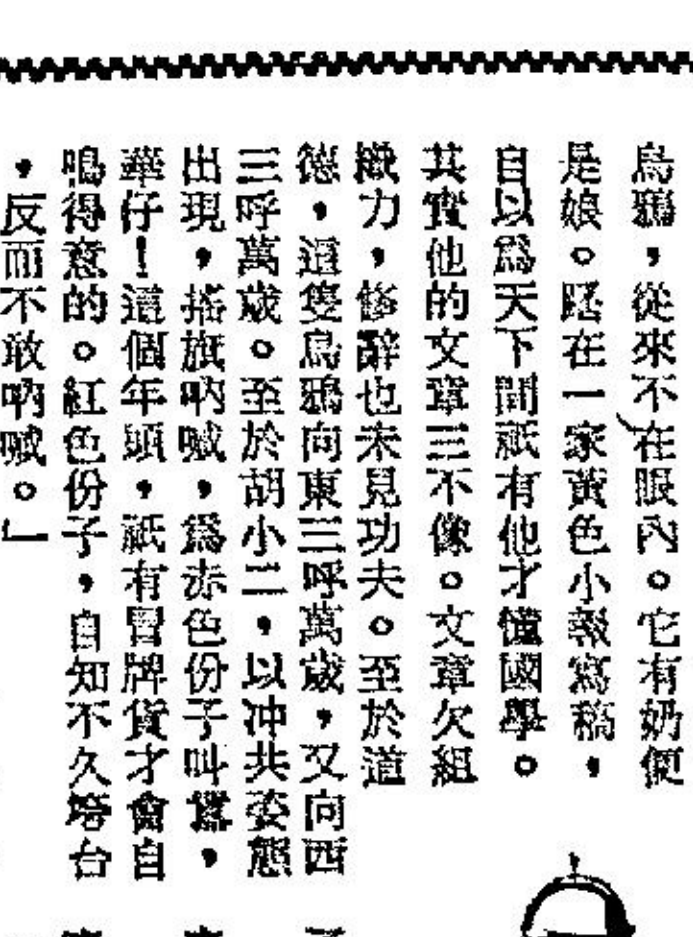 烏鴉，從來不在眼內。它有奶便
是娘。踎在一家黃色小報寫稿，
自以爲天下間祇有他才懂國學。
其實他的文章三不像。文章欠組
織力，修辭也未見功夫。至於道
德，這隻烏鴉向東三呼萬歲，又向西
三呼萬歲。至於胡小二，以冲共姿態
出現，搖旗吶喊，爲赤色份子叫囂，
華仔！這個年頭，祇有冒牌貨才會自
鳴得意的。紅色份子，自知不久塔台
，反而不敢吶喊。」